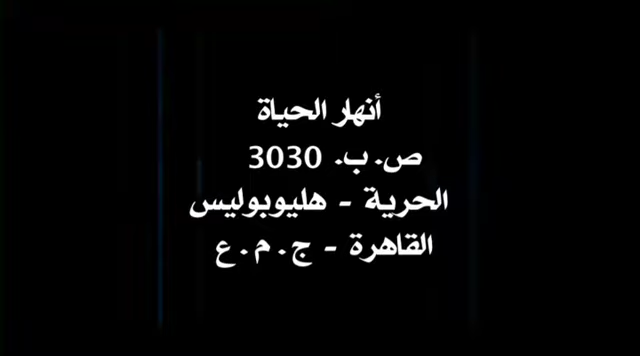 أنهار الحياة
ص. ب. 3030
الحرية - هليوبوليس
القاهرة - ج. م. ع